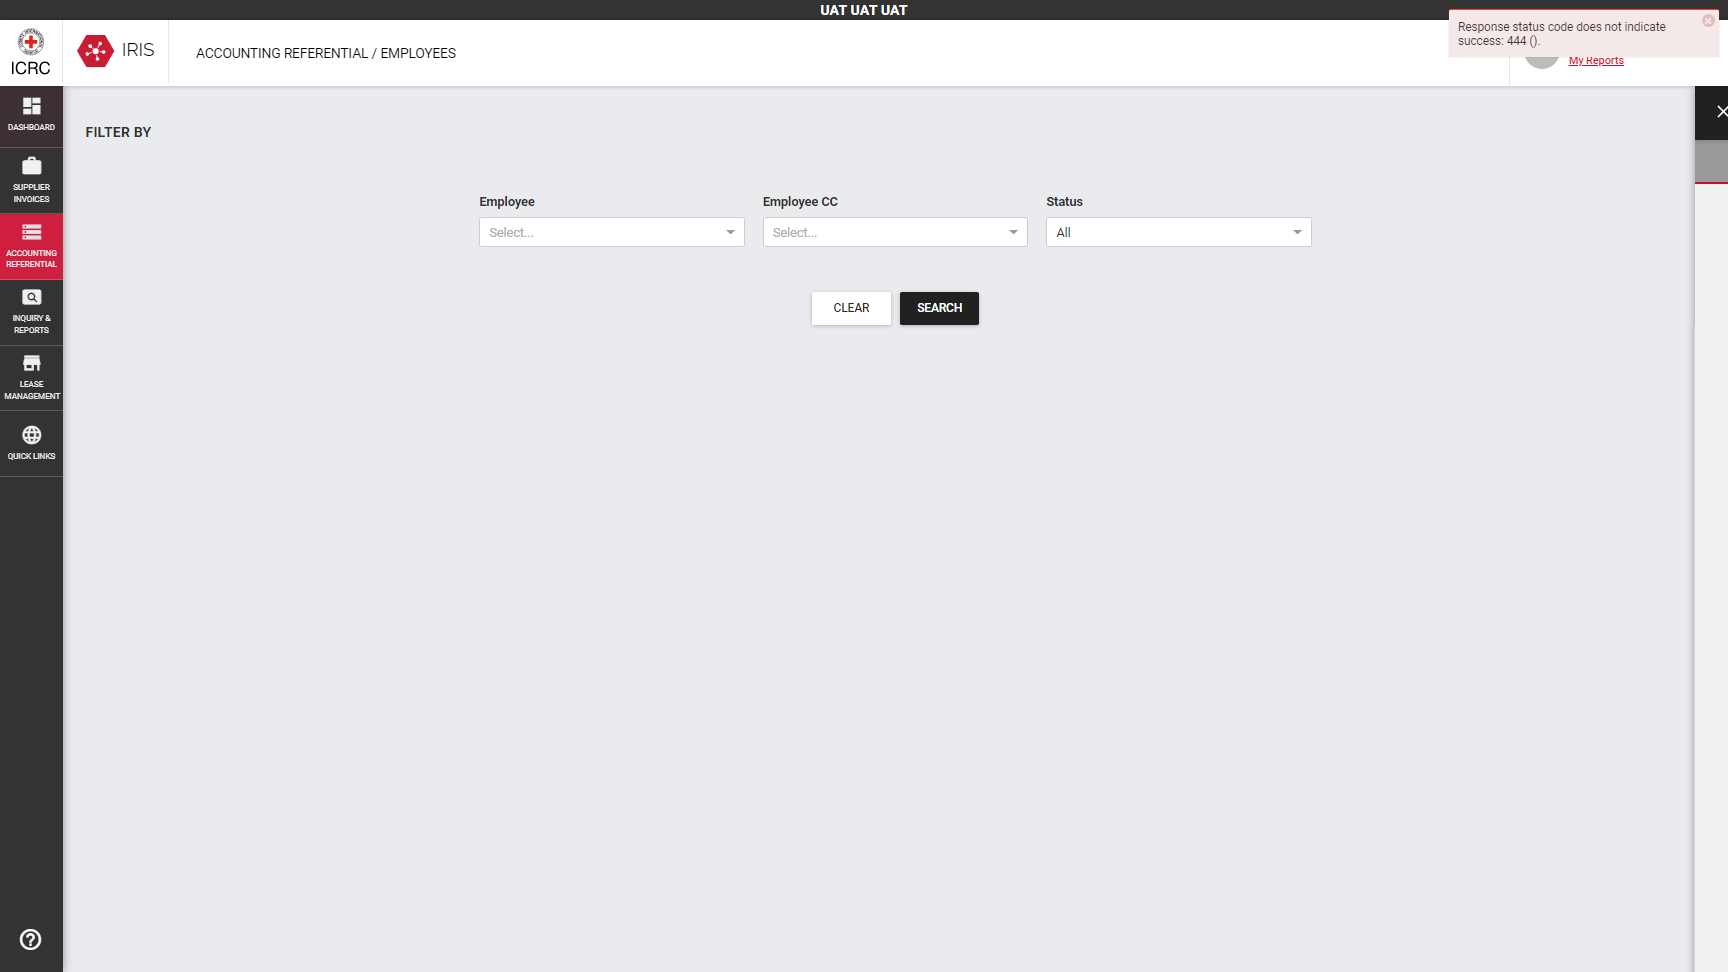 UAT UAT UAT
ICRC
IRIS
ACCOUNTING REFERENTIAL / EMPLOYEES
Response status code does not indicate
success: 444 ().
My Reports
DASHBOARD
SUPPLIER
INVOICES
ACCOUNTING
REFERENTIAL
INQUIRY &
REPORTS
LEASE
MANAGEMENT
QUICK LINKS
FILTER BY
Employee
Employee CC
Status
Select...
Select...
All
CLEAR
SEARCH